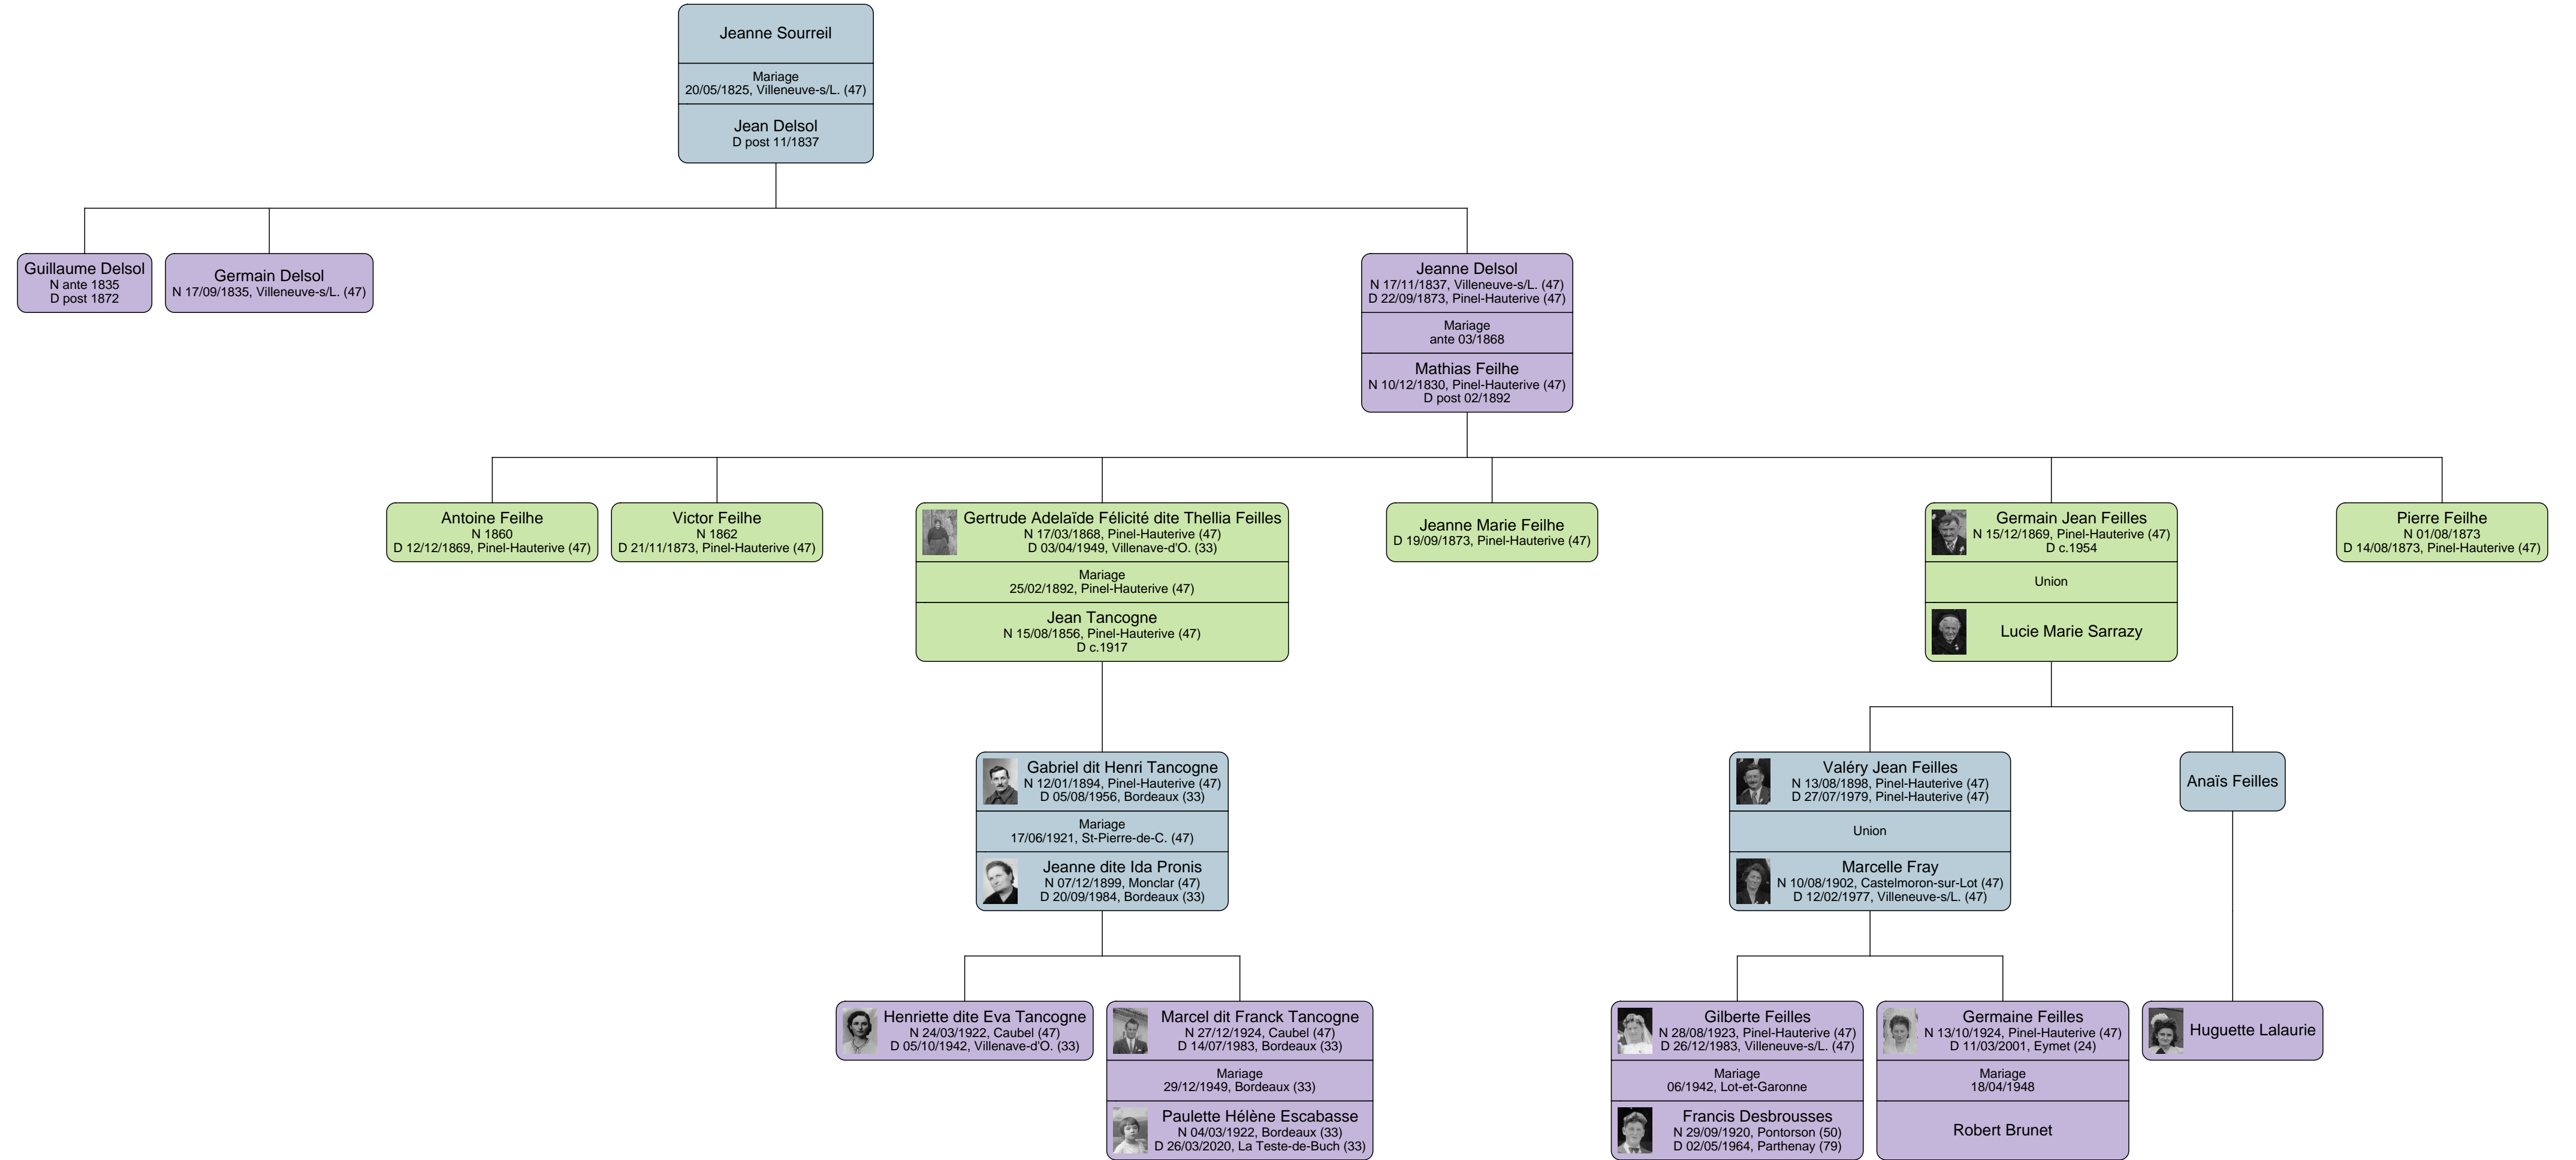 Jeanne Sourreil
Mariage
20/05/1825, Villeneuve-s/L. (47)
Jean Delsol
D post 11/1837
Guillaume Delsol
N ante 1835
D post 1872
Germain Delsol
N 17/09/1835, Villeneuve-s/L. (47)
Jeanne Delsol
N 17/11/1837, Villeneuve-s/L. (47)
D 22/09/1873, Pinel-Hauterive (47)
Mariage
ante 03/1868
Mathias Feilhe
N 10/12/1830, Pinel-Hauterive (47)
D post 02/1892
Antoine Feilhe
N 1860
D 12/12/1869, Pinel-Hauterive (47)
Victor Feilhe
N 1862
D 21/11/1873, Pinel-Hauterive (47)
Gertrude Adelaïde Félicité dite Thellia Feilles
N 17/03/1868, Pinel-Hauterive (47)
D 03/04/1949, Villenave-d'O. (33)
Mariage
25/02/1892, Pinel-Hauterive (47)
Jean Tancogne
N 15/08/1856, Pinel-Hauterive (47)
D c.1917
Jeanne Marie Feilhe
D 19/09/1873, Pinel-Hauterive (47)
Germain Jean Feilles
N 15/12/1869, Pinel-Hauterive (47)
D c.1954
Union
Lucie Marie Sarrazy
Pierre Feilhe
N 01/08/1873
D 14/08/1873, Pinel-Hauterive (47)
Gabriel dit Henri Tancogne
N 12/01/1894, Pinel-Hauterive (47)
D 05/08/1956, Bordeaux (33)
Mariage
17/06/1921, St-Pierre-de-C. (47)
Jeanne dite Ida Pronis
N 07/12/1899, Monclar (47)
D 20/09/1984, Bordeaux (33)
Valéry Jean Feilles
N 13/08/1898, Pinel-Hauterive (47)
D 27/07/1979, Pinel-Hauterive (47)
Union
Marcelle Fray
N 10/08/1902, Castelmoron-sur-Lot (47)
D 12/02/1977, Villeneuve-s/L. (47)
Anaïs Feilles
Henriette dite Eva Tancogne
N 24/03/1922, Caubel (47)
D 05/10/1942, Villenave-d'O. (33)
Marcel dit Franck Tancogne
N 27/12/1924, Caubel (47)
D 14/07/1983, Bordeaux (33)
Mariage
29/12/1949, Bordeaux (33)
Paulette Hélène Escabasse
N 04/03/1922, Bordeaux (33)
D 26/03/2020, La Teste-de-Buch (33)
Gilberte Feilles
N 28/08/1923, Pinel-Hauterive (47)
D 26/12/1983, Villeneuve-s/L. (47)
Mariage
06/1942, Lot-et-Garonne
Francis Desbrousses
N 29/09/1920, Pontorson (50)
D 02/05/1964, Parthenay (79)
Germaine Feilles
N 13/10/1924, Pinel-Hauterive (47)
D 11/03/2001, Eymet (24)
Mariage
18/04/1948
Robert Brunet
Huguette Lalaurie